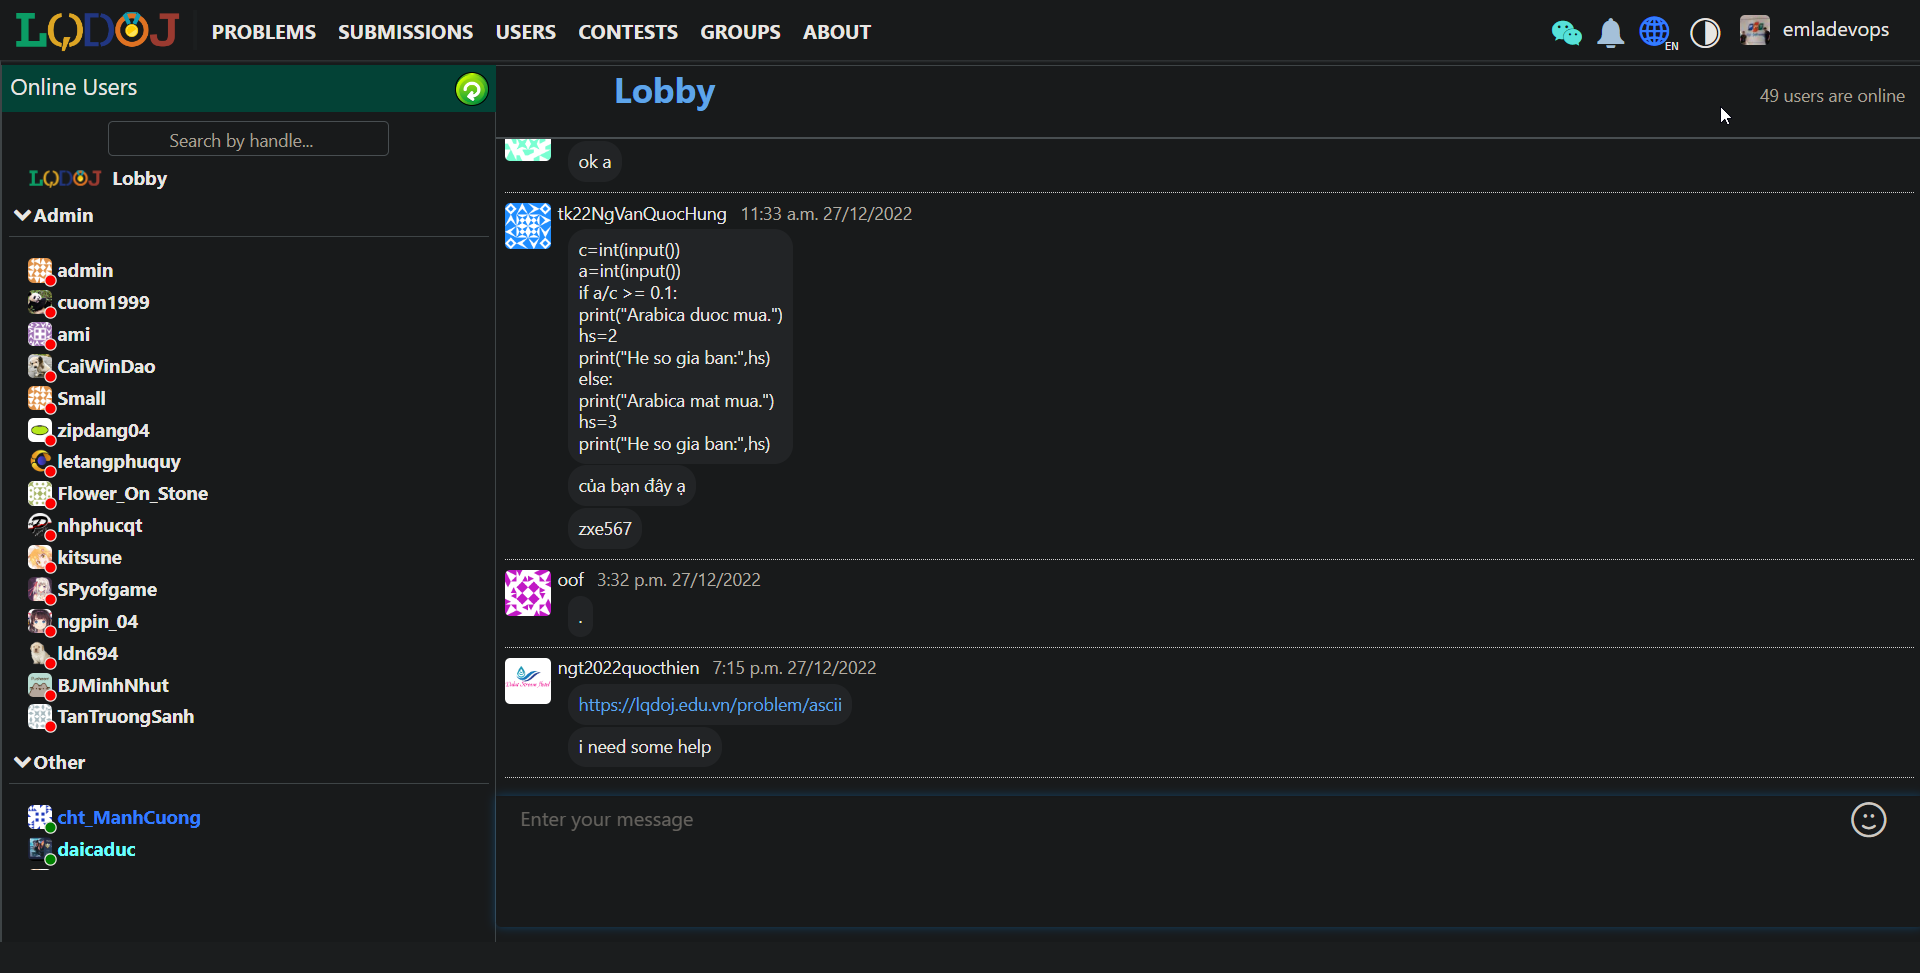 LQDOJ PROBLEMS SUBMISSIONS USERS CONTESTS GROUPS ABOUT EN emladevops
Online Users
Search by handle...
LQDOJ Lobby
Admin
admin
cuom1999
ami
CaiWinDao
Small
zipdang04
letangphuquy
Flower_On_Stone
nhphucqt
kitsune
SPyofgame
ngpin_04
ldn694
BJMinhNhut
TanTruongSanh
Other
cht_ManhCuong
daicaduc
Lobby
49 users are online
ok a
tk22NgVanQuocHung 11:33 a.m. 27/12/2022
c=int(input())
a=int(input())
if a/c >= 0.1:
print("Arabica duoc mua.")
hs=2
print("He so gia ban:",hs)
else:
print("Arabica mat mua.")
hs=3
print("He so gia ban:",hs)
của bạn đây ạ
zxe567
oof 3:32 p.m. 27/12/2022
.
ngt2022quocthien 7:15 p.m. 27/12/2022
https://lqdoj.edu.vn/problem/ascii
i need some help
Enter your message